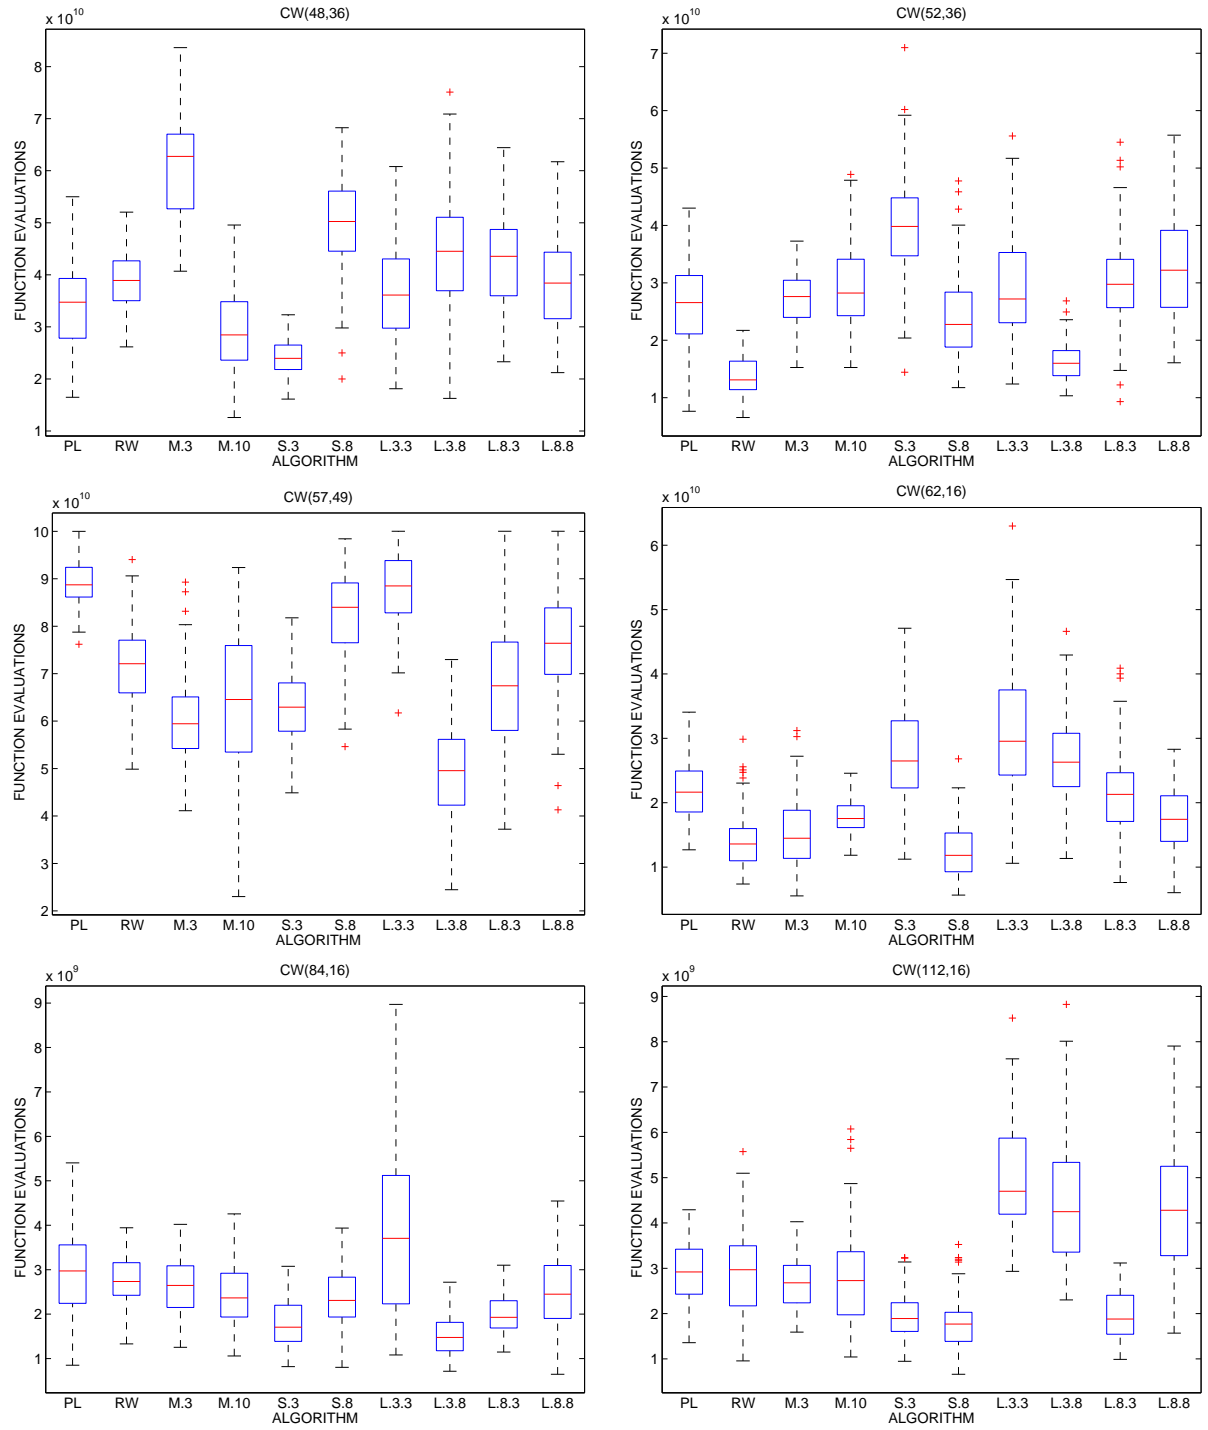 CW(48,36)
x 10^10
FUNCTION EVALUATIONS
8
7
6
5
4
3
2
1
PL RW M.3 M.10 S.3 S.8 L.3.3 L.3.8 L.8.3 L.8.8
ALGORITHM
CW(52,36)
x 10^10
FUNCTION EVALUATIONS
7
6
5
4
3
2
1
PL RW M.3 M.10 S.3 S.8 L.3.3 L.3.8 L.8.3 L.8.8
ALGORITHM
CW(57,49)
x 10^10
FUNCTION EVALUATIONS
10
9
8
7
6
5
4
3
2
PL RW M.3 M.10 S.3 S.8 L.3.3 L.3.8 L.8.3 L.8.8
ALGORITHM
CW(62,16)
x 10^10
FUNCTION EVALUATIONS
6
5
4
3
2
1
PL RW M.3 M.10 S.3 S.8 L.3.3 L.3.8 L.8.3 L.8.8
ALGORITHM
CW(84,16)
x 10^9
FUNCTION EVALUATIONS
9
8
7
6
5
4
3
2
1
PL RW M.3 M.10 S.3 S.8 L.3.3 L.3.8 L.8.3 L.8.8
ALGORITHM
CW(112,16)
x 10^9
FUNCTION EVALUATIONS
9
8
7
6
5
4
3
2
1
PL RW M.3 M.10 S.3 S.8 L.3.3 L.3.8 L.8.3 L.8.8
ALGORITHM